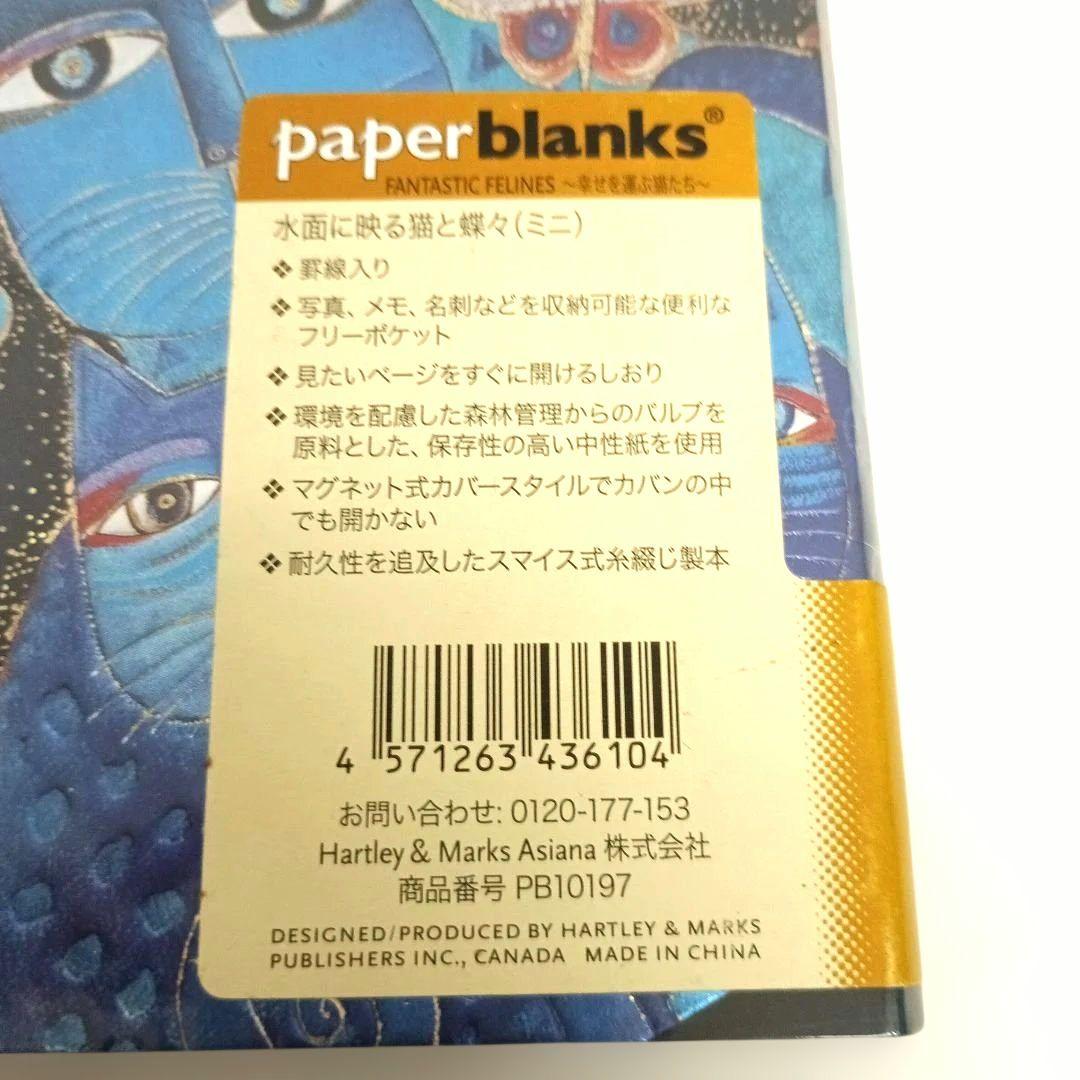 paperblanks®
FANTASTIC FELINES ～幸せを運ぶ猫たち～
水面に映る猫と蝶々(ミニ)
❖ 罫線入り
❖ 写真、メモ、名刺などを収納可能な便利な
フリーポケット
❖ 見たいページをすぐに開けるしおり
❖ 環境を配慮した森林管理からのパルプを
原料とした、保存性の高い中性紙を使用
❖ マグネット式カバースタイルでカバンの中
でも開かない
❖ 耐久性を追及したスマイス式糸綴じ製本
4 571263 436104
お問い合わせ: 0120-177-153
Hartley & Marks Asiana 株式会社
商品番号 PB10197
DESIGNED/PRODUCED BY HARTLEY & MARKS
PUBLISHERS INC., CANADA MADE IN CHINA